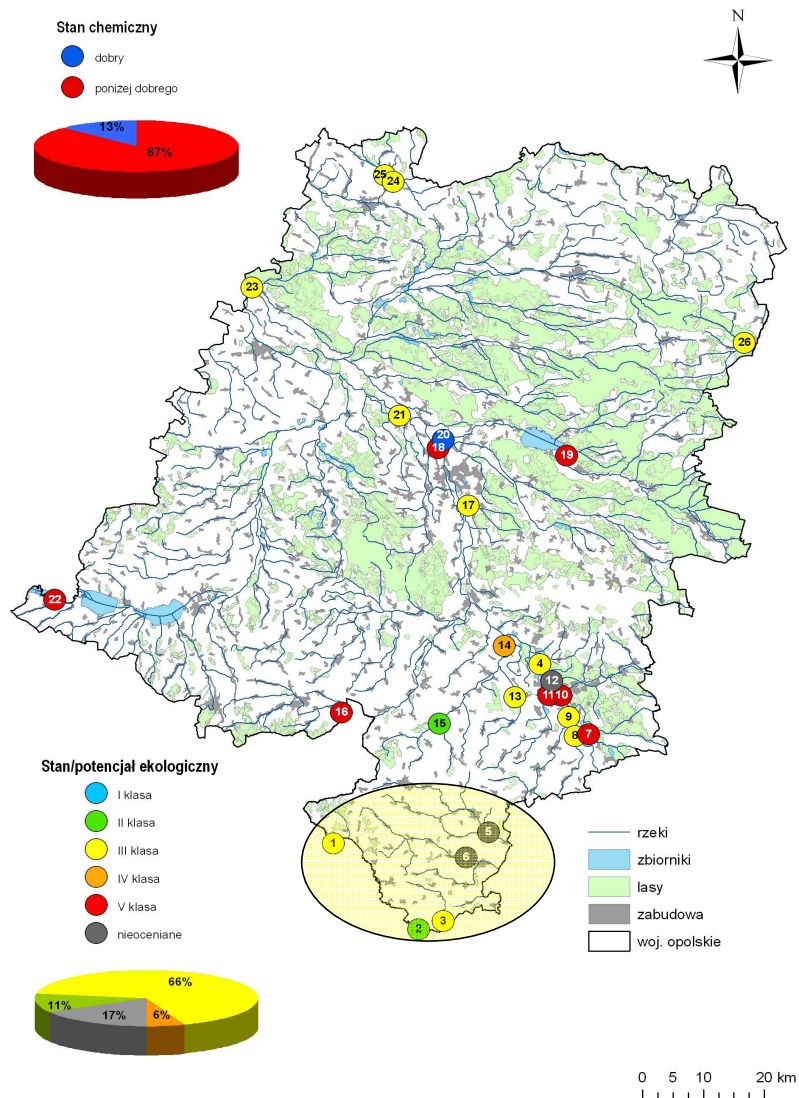 Stan chemiczny
dobry
poniżej dobrego
13%
87%
N
25
24
23
26
21
20
18
19
17
22
14
4
12
11
10
13
9
16
15
8
7
Stan/potencjał ekologiczny
I klasa
II klasa
III klasa
IV klasa
V klasa
nieoceniane
1
5
6
3
2
rzeki
zbiorniki
lasy
zabudowa
woj. opolskie
66%
11%
17%
6%
0 5 10 20 km